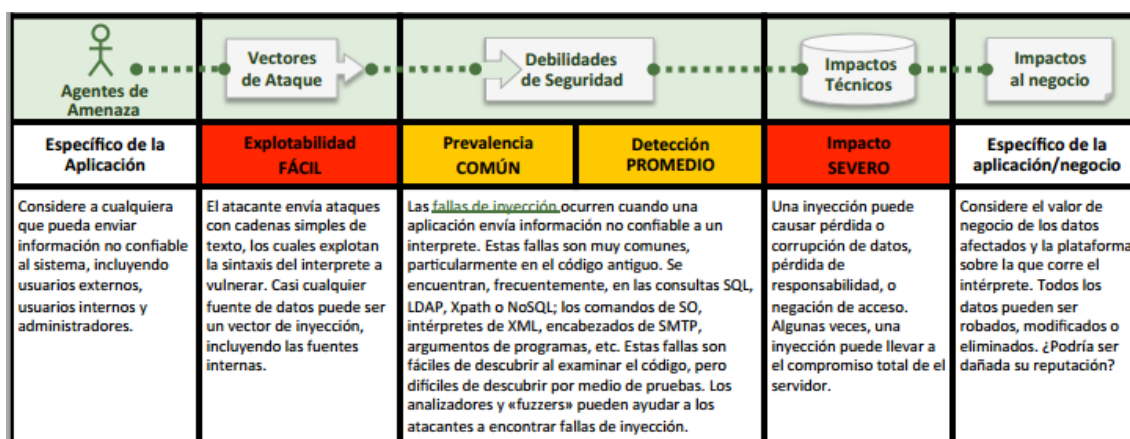 Agentes de
Amenaza
Vectores
de Ataque
Debilidades
de Seguridad
Impactos
Técnicos
Impactos
al negocio
Específico de la
Aplicación
Explotabilidad
FÁCIL
Prevalencia
COMÚN
Detección
PROMEDIO
Impacto
SEVERO
Específico de la
aplicación/negocio
Considere a cualquiera
que pueda enviar
información no confiable
al sistema, incluyendo
usuarios externos,
usuarios internos y
administradores.
El atacante envía ataques
con cadenas simples de
texto, los cuales explotan
la sintaxis del interprete a
vulnerar. Casi cualquier
fuente de datos puede ser
un vector de inyección,
incluyendo las fuentes
internas.
Las fallas de inyección ocurren cuando una
aplicación envía información no confiable a un
interprete. Estas fallas son muy comunes,
particularmente en el código antiguo. Se
encuentran, frecuentemente, en las consultas SQL,
LDAP, Xpath o NoSQL; los comandos de SO,
intérpretes de XML, encabezados de SMTP,
argumentos de programas, etc. Estas fallas son
fáciles de descubrir al examinar el código, pero
difíciles de descubrir por medio de pruebas. Los
analizadores y «fuzzers» pueden ayudar a los
atacantes a encontrar fallas de inyección.
Una inyección puede
causar pérdida o
corrupción de datos,
pérdida de
responsabilidad, o
negación de acceso.
Algunas veces, una
inyección puede llevar a
el compromiso total de el
servidor.
Considere el valor de
negocio de los datos
afectados y la plataforma
sobre la que corre el
intérprete. Todos los
datos pueden ser
robados, modificados o
eliminados. ¿Podría ser
dañada su reputación?